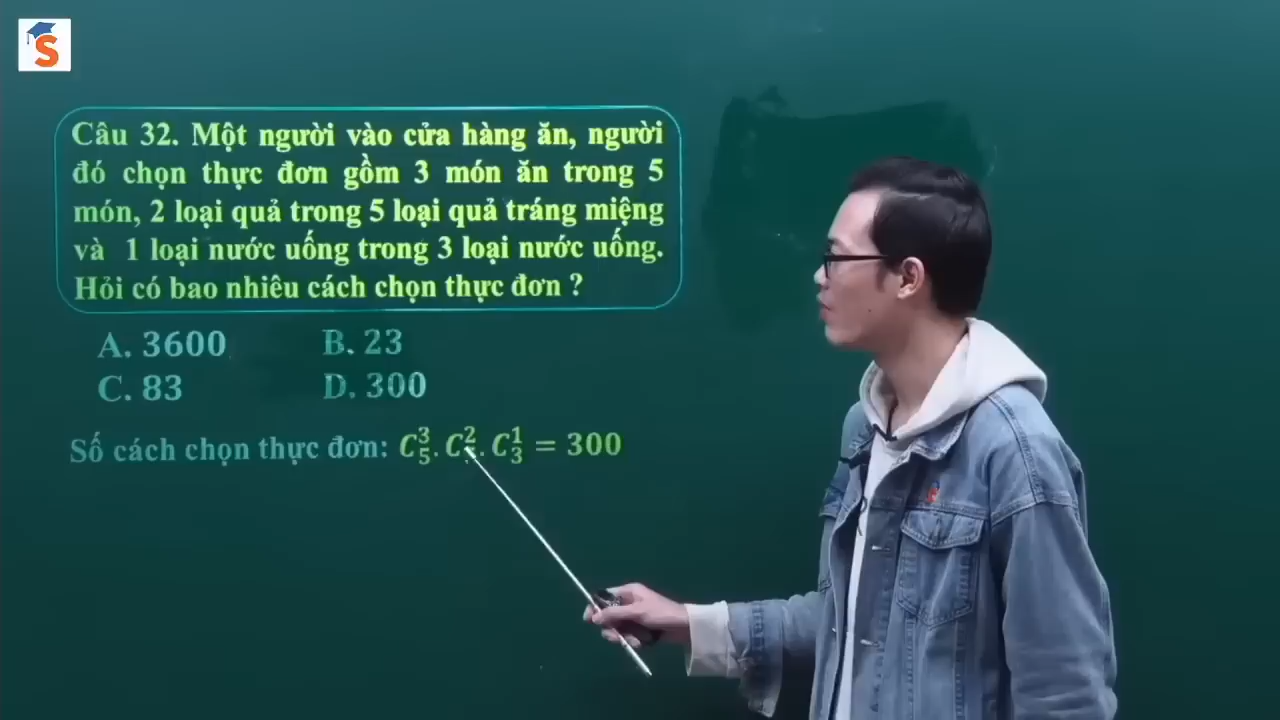 S
Câu 32. Một người vào cửa hàng ăn, người
đó chọn thực đơn gồm 3 món ăn trong 5
món, 2 loại quả trong 5 loại quả tráng miệng
và 1 loại nước uống trong 3 loại nước uống.
Hỏi có bao nhiêu cách chọn thực đơn ?
A. 3600 B. 23
C. 83 D. 300
Số cách chọn thực đơn: C₅³. C². C₃¹ = 300